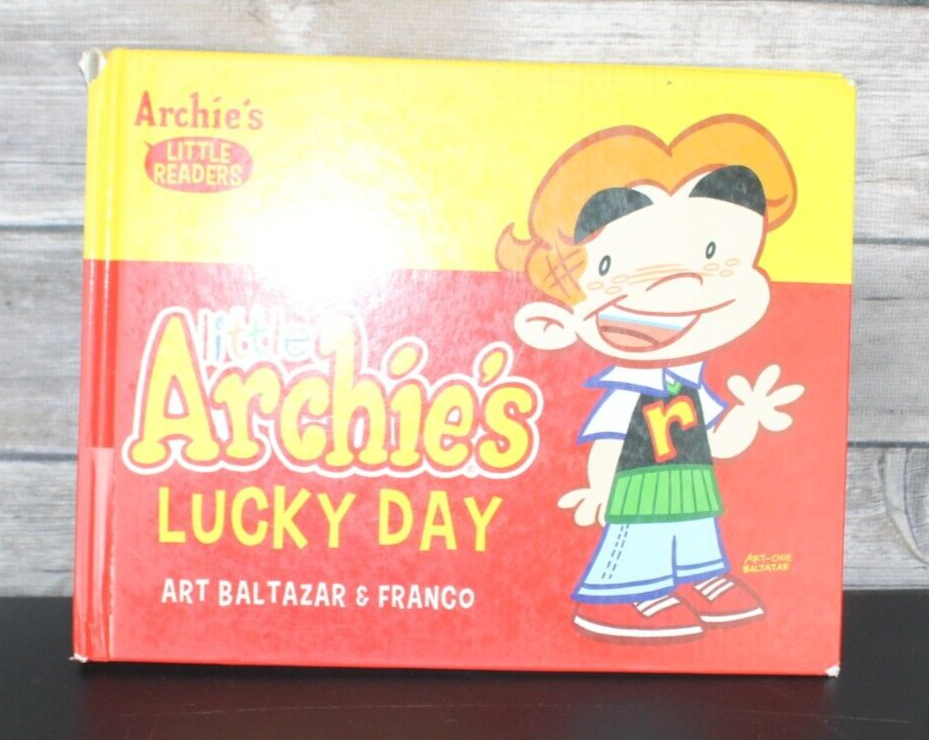 Archie's
LITTLE
READERS
little
Archie's
LUCKY DAY
ART BALTAZAR & FRANCO
r
ART-CHIE
BALTAZAR